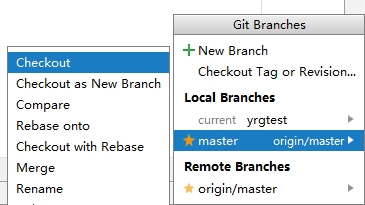 Git Branches
New Branch
Checkout Tag or Revision...
Local Branches
current yrgtest
master origin/master
Remote Branches
origin/master
Checkout
Checkout as New Branch
Compare
Rebase onto
Checkout with Rebase
Merge
Rename